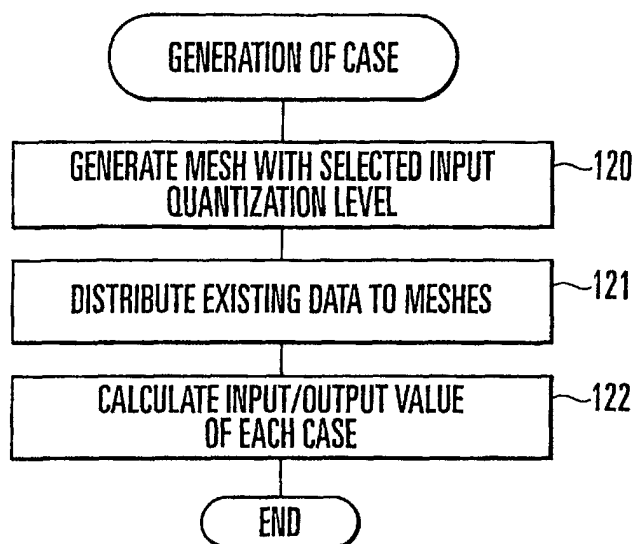 GENERATION OF CASE
GENERATE MESH WITH SELECTED INPUT
QUANTIZATION LEVEL
120
DISTRIBUTE EXISTING DATA TO MESHES
121
CALCULATE INPUT/OUTPUT VALUE
OF EACH CASE
122
END